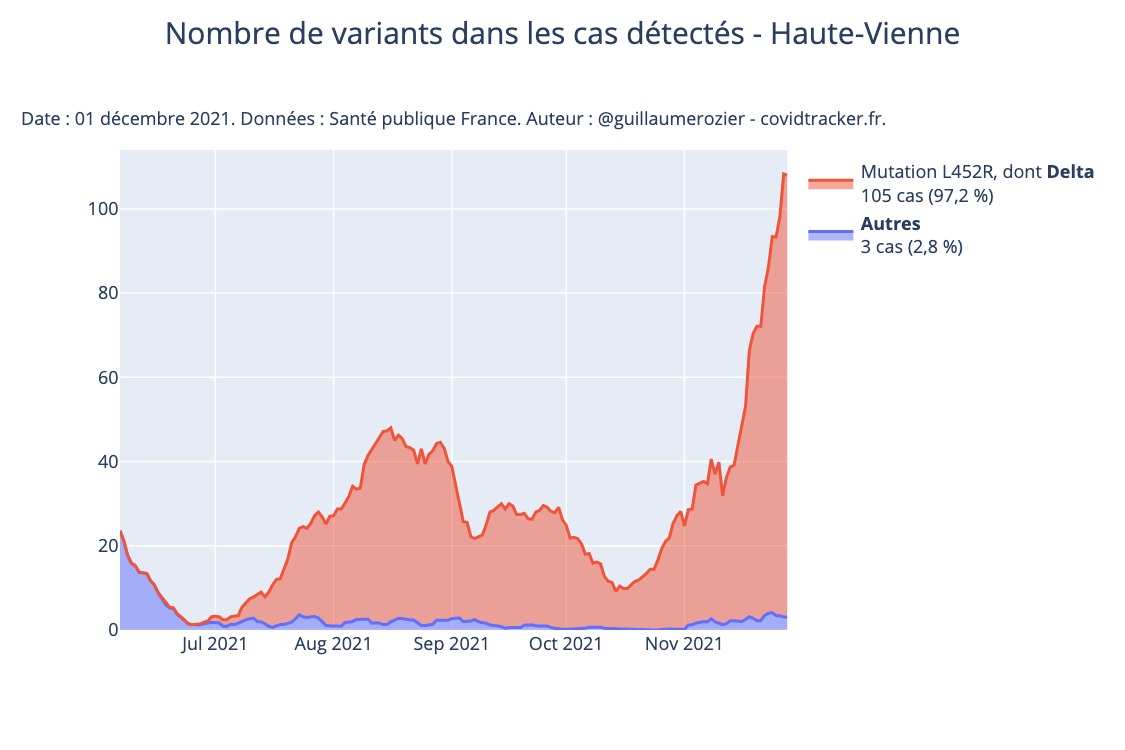 Nombre de variants dans les cas détectés - Haute-Vienne
Date : 01 décembre 2021. Données : Santé publique France. Auteur : @guillaumerozier - covidtracker.fr.
Mutation L452R, dont Delta
105 cas (97,2 %)
Autres
3 cas (2,8 %)
100
80
60
40
20
0
Jul 2021
Aug 2021
Sep 2021
Oct 2021
Nov 2021